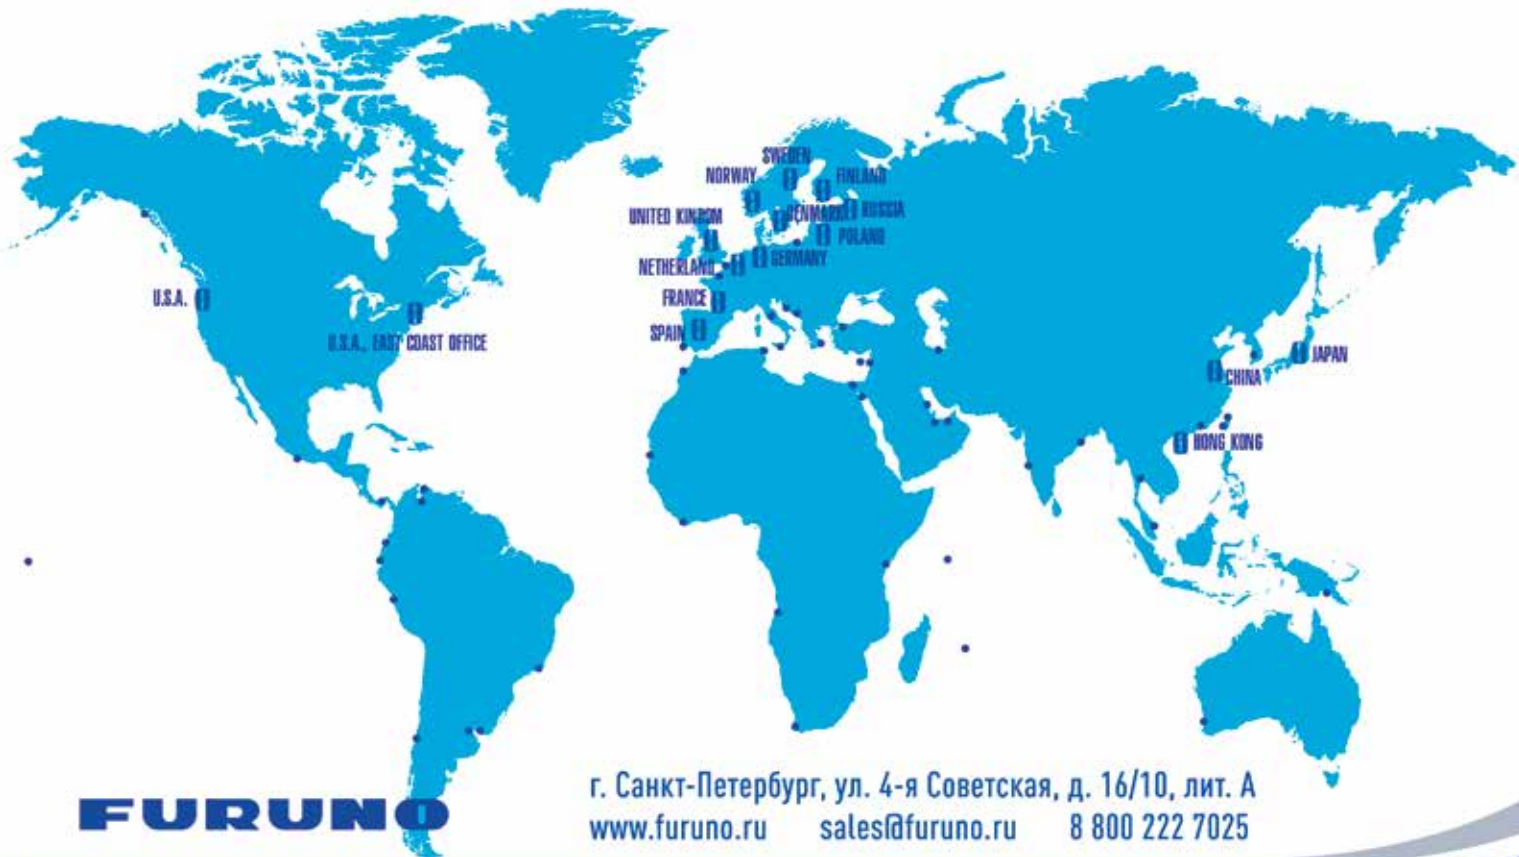 SWEDEN
NORWAY
FINLAND
UNITED KINGDOM
DENMARK
RUSSIA
POLAND
NETHERLAND
GERMANY
U.S.A.
FRANCE
SPAIN
U.S.A., EAST COAST OFFICE
JAPAN
CHINA
HONG KONG
FURUNO
г. Санкт-Петербург, ул. 4-я Советская, д. 16/10, лит. А
www.furuno.ru sales@furuno.ru 8 800 222 7025